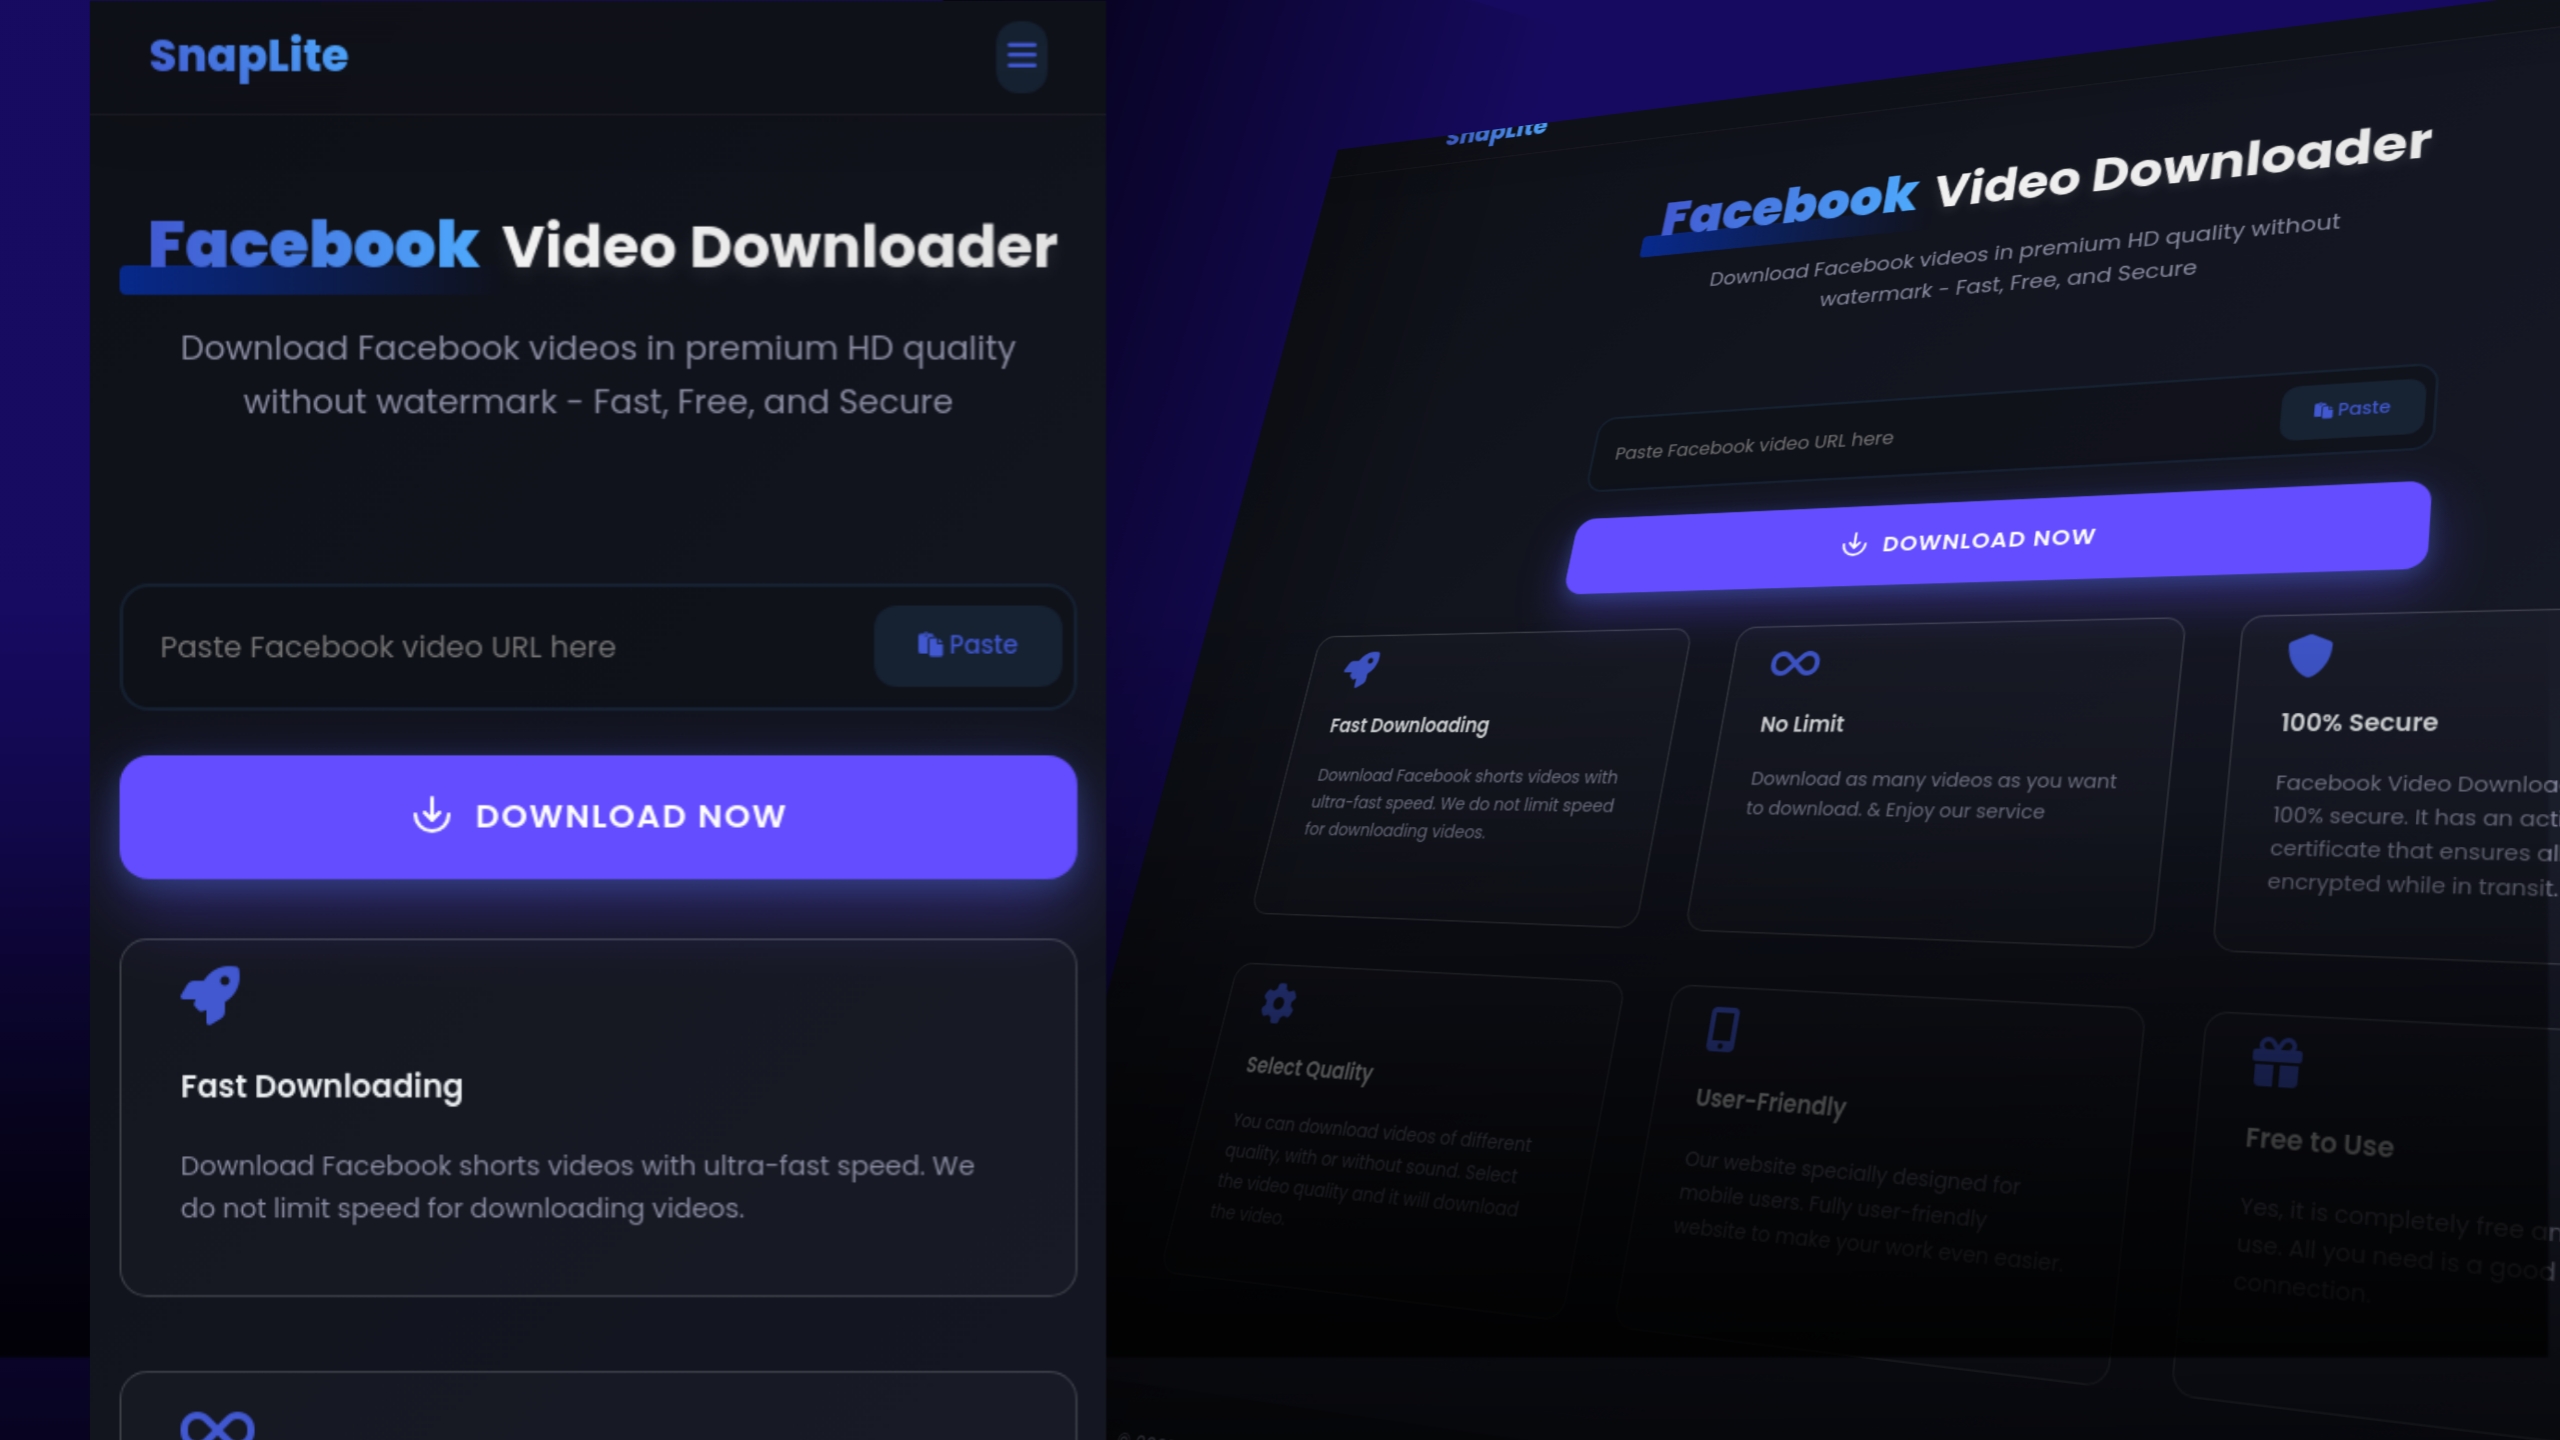 SnapLite
Facebook Video Downloader
Download Facebook videos in premium HD quality
without watermark - Fast, Free, and Secure
Paste Facebook video URL here
Paste
DOWNLOAD NOW
Fast Downloading
Download Facebook shorts videos with ultra-fast speed. We
do not limit speed for downloading videos.
SnapLite
Facebook Video Downloader
Download Facebook videos in premium HD quality without
watermark - Fast, Free, and Secure
Paste Facebook video URL here
Paste
DOWNLOAD NOW
Fast Downloading
Download Facebook shorts videos with
ultra-fast speed. We do not limit speed
for downloading videos.
No Limit
Download as many videos as you want
to download. & Enjoy our service
100% Secure
Facebook Video Downloa
100% secure. It has an act
certificate that ensures al
encrypted while in transit.
Select Quality
You can download videos of different
quality, with or without sound. Select
the video quality and it will download
the video.
User-Friendly
Our website specially designed for
mobile users. Fully user-friendly
website to make your work even easier.
Free to Use
Yes, it is completely free an
use. All you need is a good
connection.